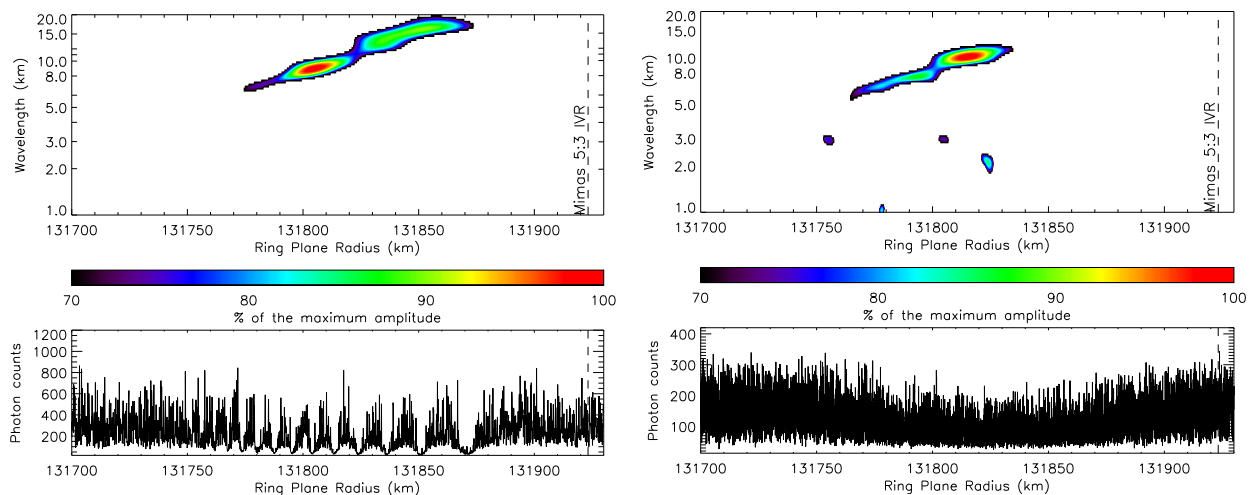 20.0
15.0
10.0
8.0
5.0
3.0
2.0
1.0
Wavelength (km)
Mimas 5:3 IVR
131700 131750 131800 131850 131900
Ring Plane Radius (km)
70 80 90 100
% of the maximum amplitude
1200
1000
800
600
400
200
Photon counts
131700 131750 131800 131850 131900
Ring Plane Radius (km)
20.0
15.0
10.0
8.0
5.0
3.0
2.0
1.0
Wavelength (km)
Mimas 5:3 IVR
131700 131750 131800 131850 131900
Ring Plane Radius (km)
70 80 90 100
% of the maximum amplitude
400
300
200
100
Photon counts
131700 131750 131800 131850 131900
Ring Plane Radius (km)